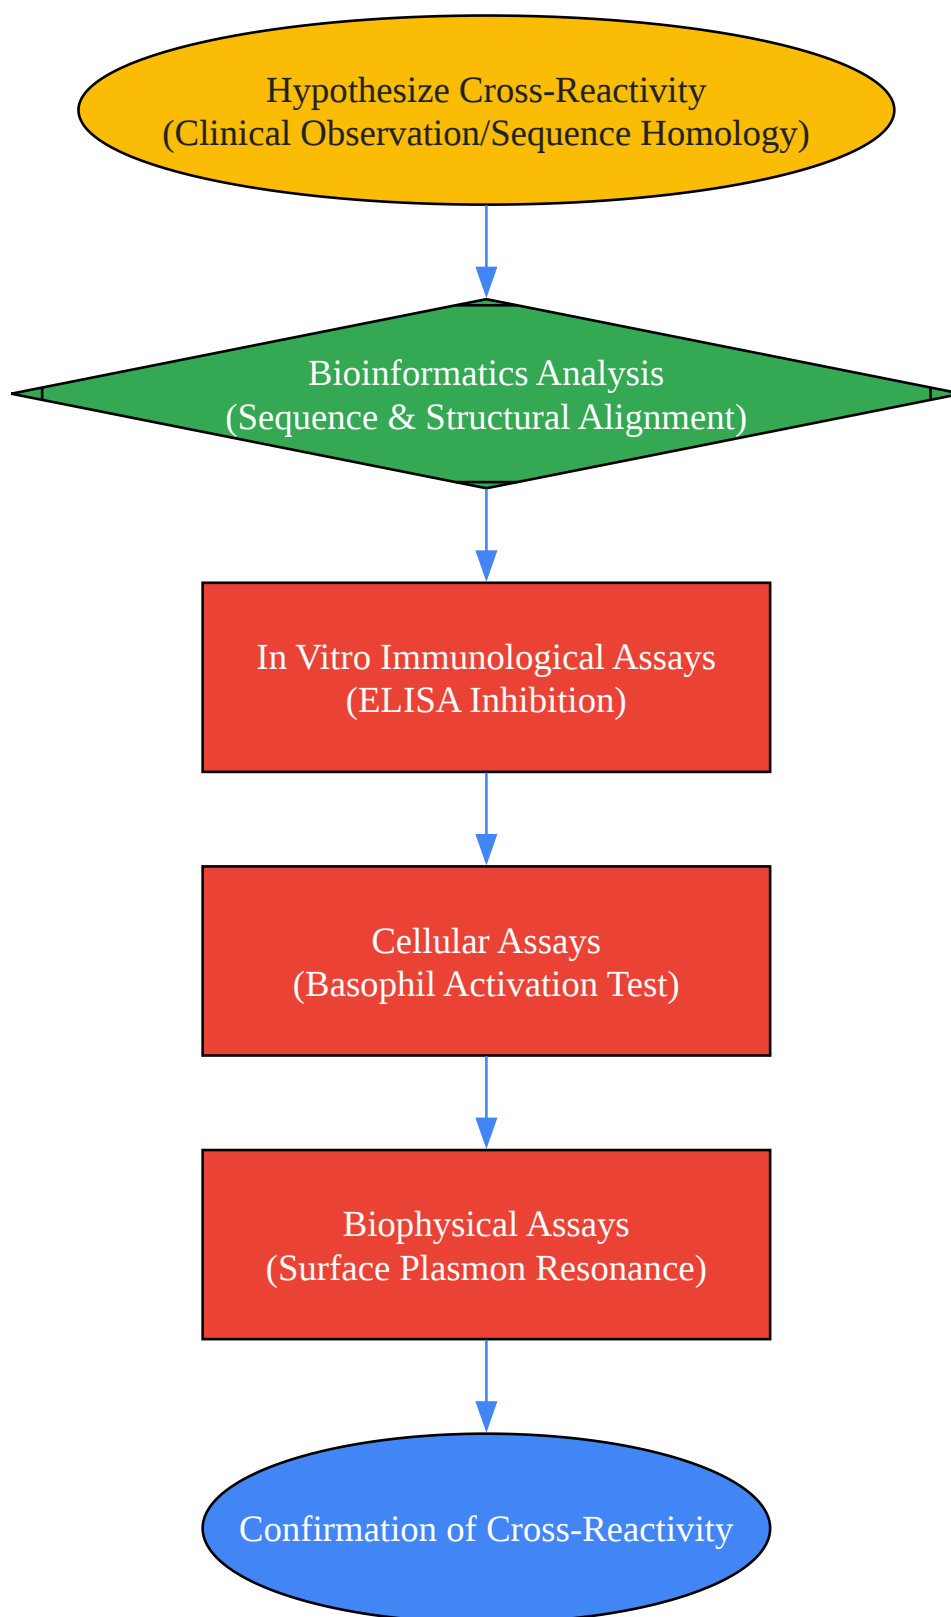 Hypothesize Cross-Reactivity
(Clinical Observation/Sequence Homology)
Bioinformatics Analysis
(Sequence & Structural Alignment)
In Vitro Immunological Assays
(ELISA Inhibition)
Cellular Assays
(Basophil Activation Test)
Biophysical Assays
(Surface Plasmon Resonance)
Confirmation of Cross-Reactivity